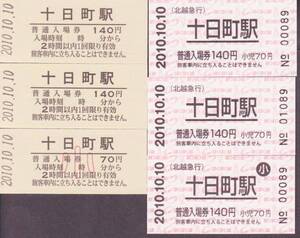 2010.10.10
十日町駅
普通入場券 140円
入場時刻 時 分から
2時間以内1回限り有効
旅客車内に立ち入ることはできません。
2010.10.10
十日町駅
普通入場券 140円
入場時刻 時 分から
2時間以内1回限り有効
旅客車内に立ち入ることはできません。
2010.10.10
十日町駅
普通入場券 70円
入場時刻 時 分から
2時間以内1回限り有効
旅客車内に立ち入ることはできません。
2010.10.10
(北越急行)
十日町駅
普通入場券140円 小児70円
旅客車内に立ち入ることはできません。
No 00089
2010.10.10
(北越急行)
十日町駅
普通入場券140円 小児70円
旅客車内に立ち入ることはできません。
No 01089
2010.10.10
(北越急行)
小
十日町駅
普通入場券140円 小児70円
旅客車内に立ち入ることはできません。
No 00089